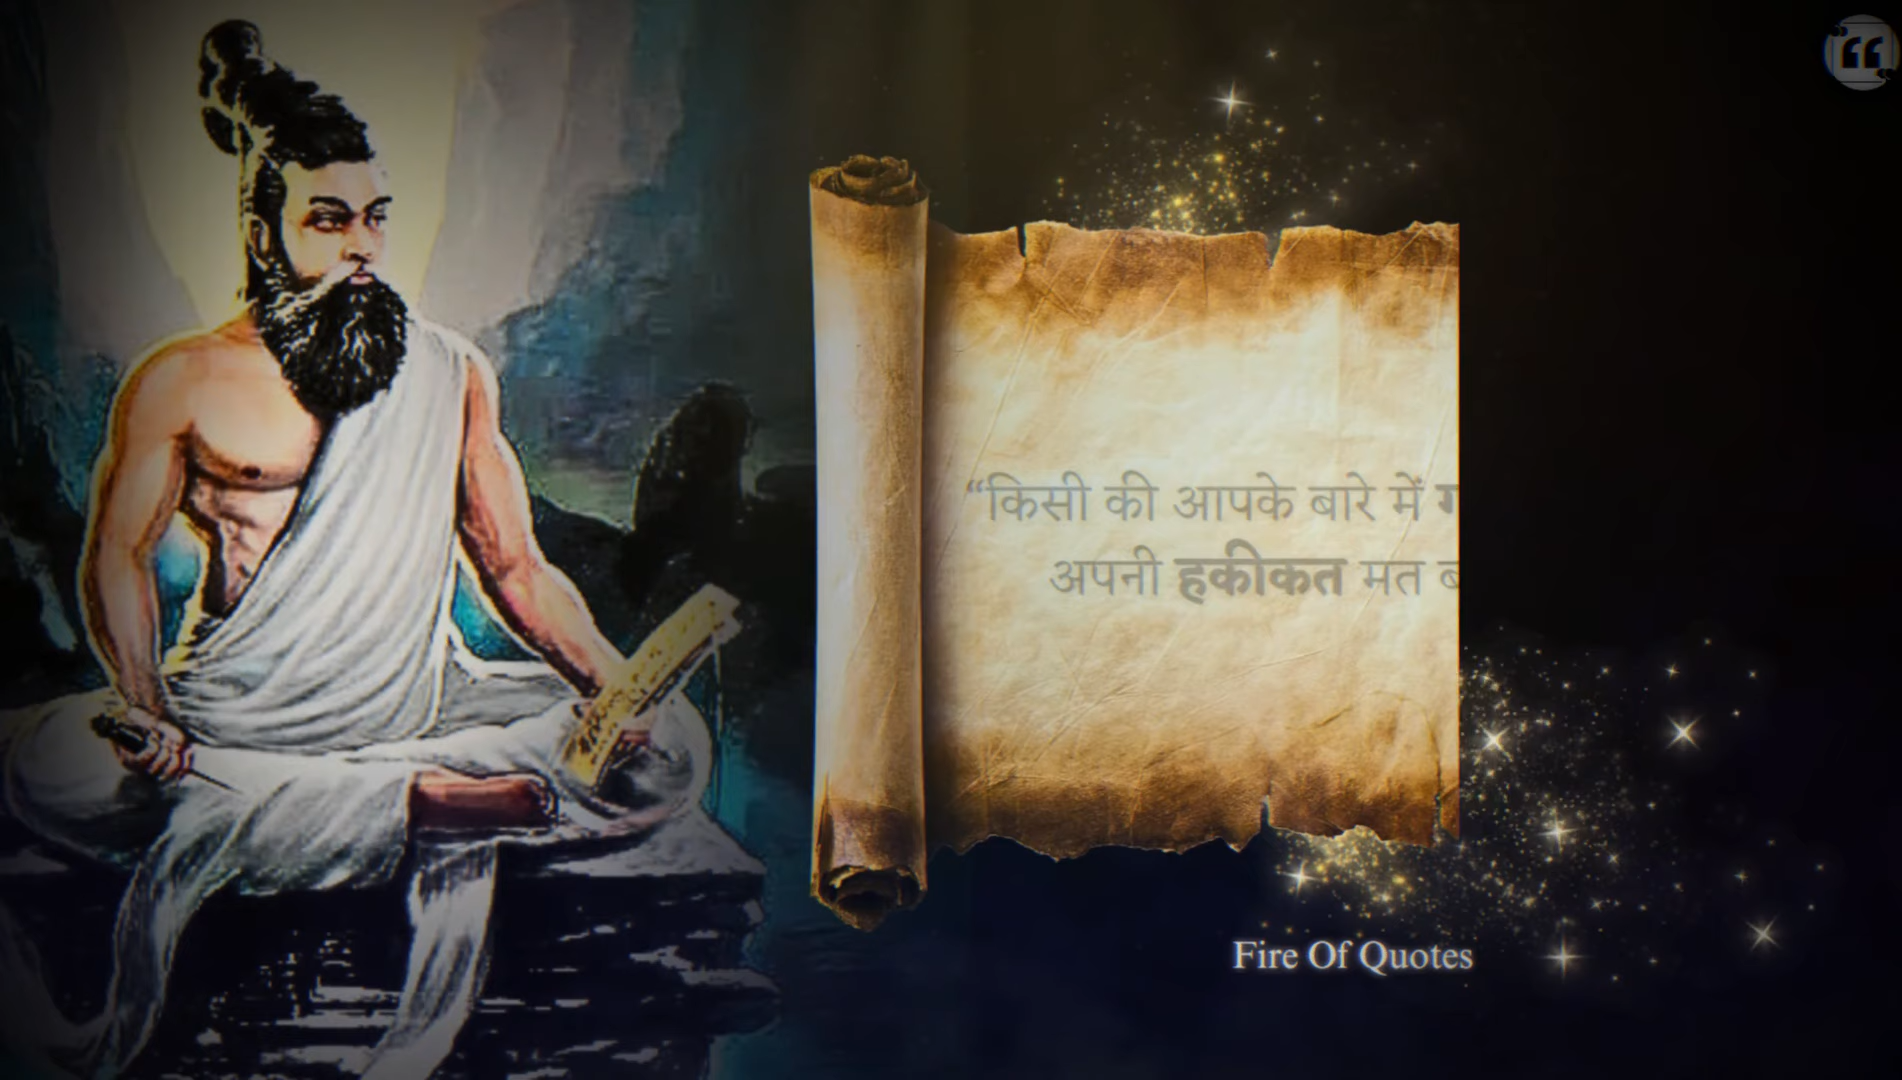 “किसी की आपके बारे में
अपनी हकीकत मत
Fire Of Quotes